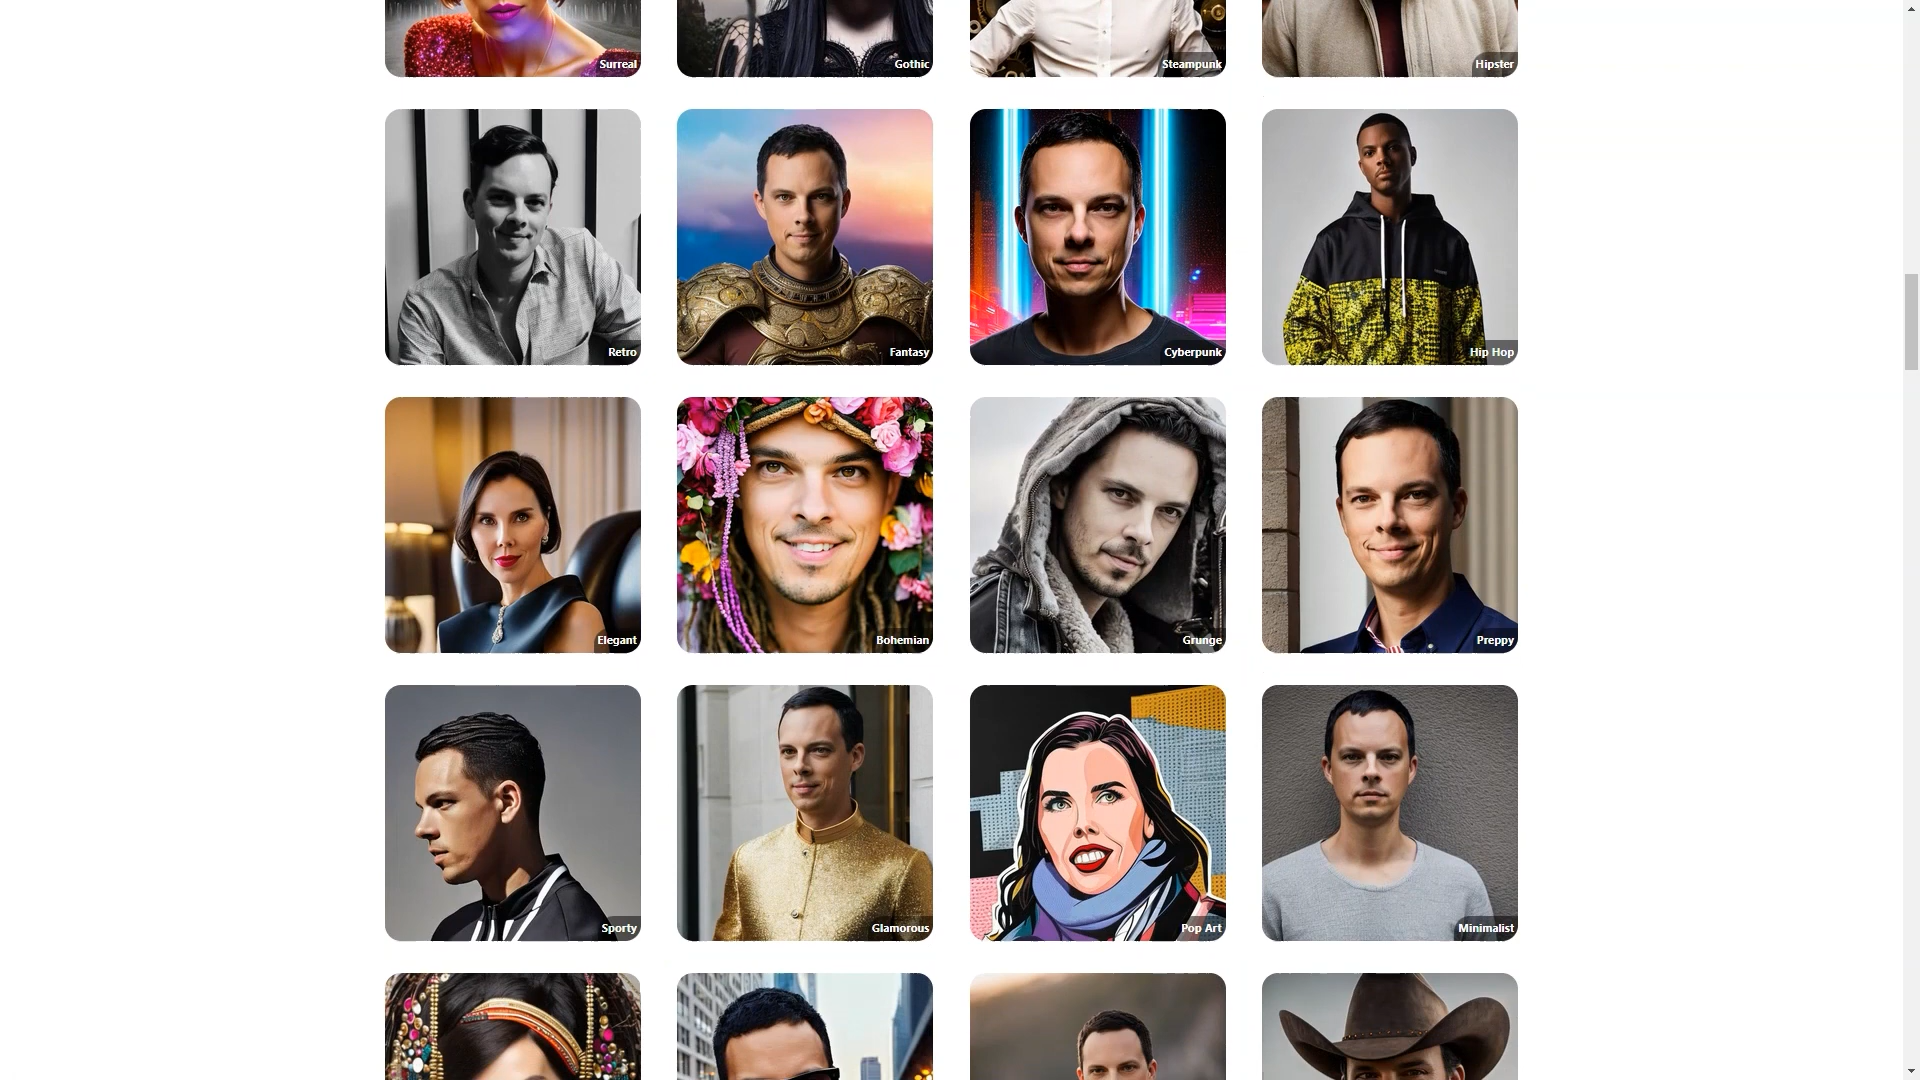 Surreal
Gothic
Steampunk
Hipster
Retro
Fantasy
Cyberpunk
Hip Hop
Elegant
Bohemian
Grunge
Preppy
Sporty
Glamorous
Pop Art
Minimalist